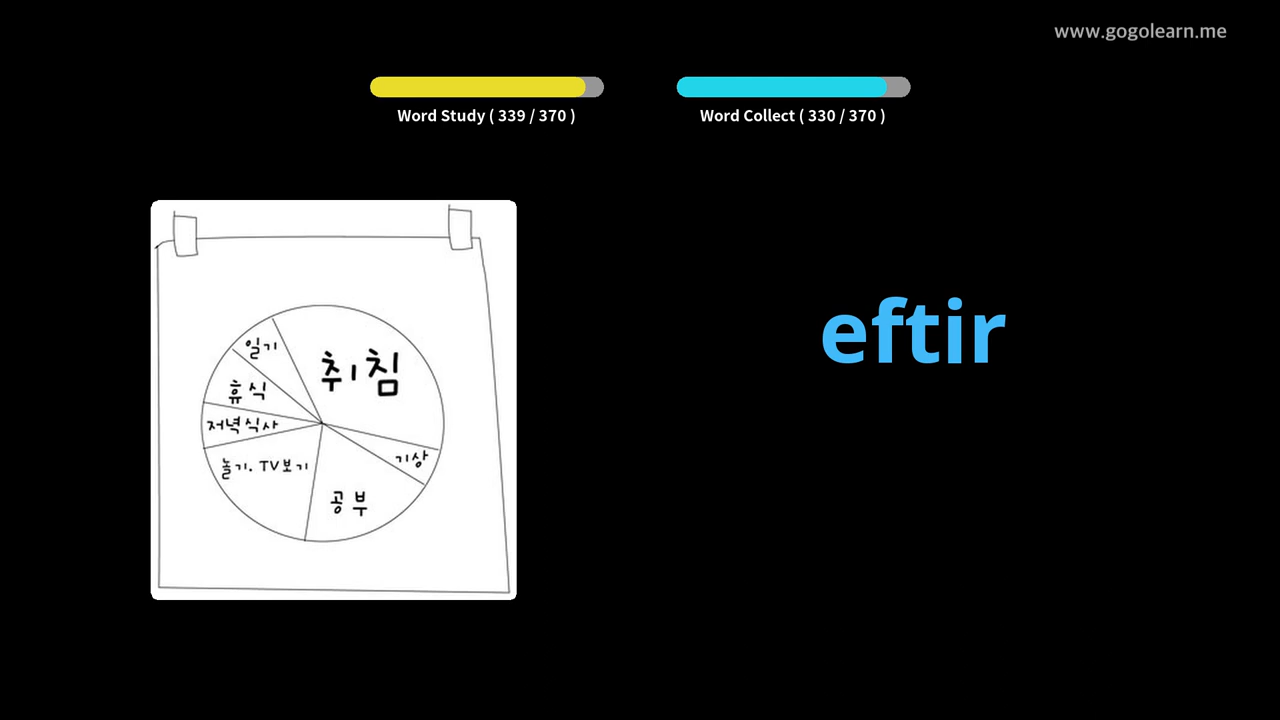 www.gogolearn.me
Word Study ( 339 / 370 )
Word Collect ( 330 / 370 )
일기
취침
휴식
저녁식사
놀기. TV보기
기상
공부
eftir